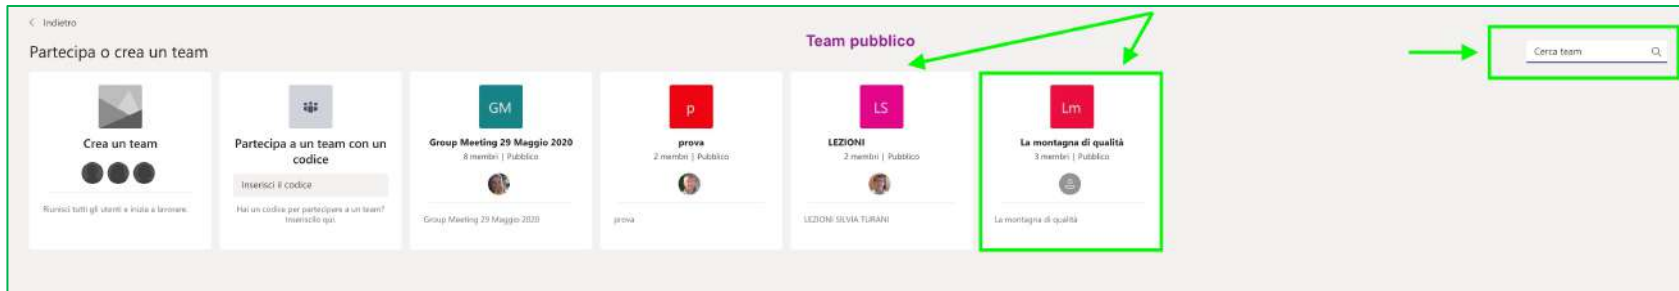 Indietro
Partecipa o crea un team
Team pubblico
Cerca team
Crea un team
Riunisci tutti gli utenti e inizia a lavorare.
Partecipa a un team con un
codice
Inserisci il codice
Hai un codice per partecipare a un team?
Inseriscilo qui.
GM
Group Meeting 29 Maggio 2020
8 membri | Pubblico
Group Meeting 29 Maggio 2020
p
prova
2 membri | Pubblico
prova
LS
LEZIONI
2 membri | Pubblico
LEZIONI SILVIA TURANI
Lm
La montagna di qualità
3 membri | Pubblico
La montagna di qualità